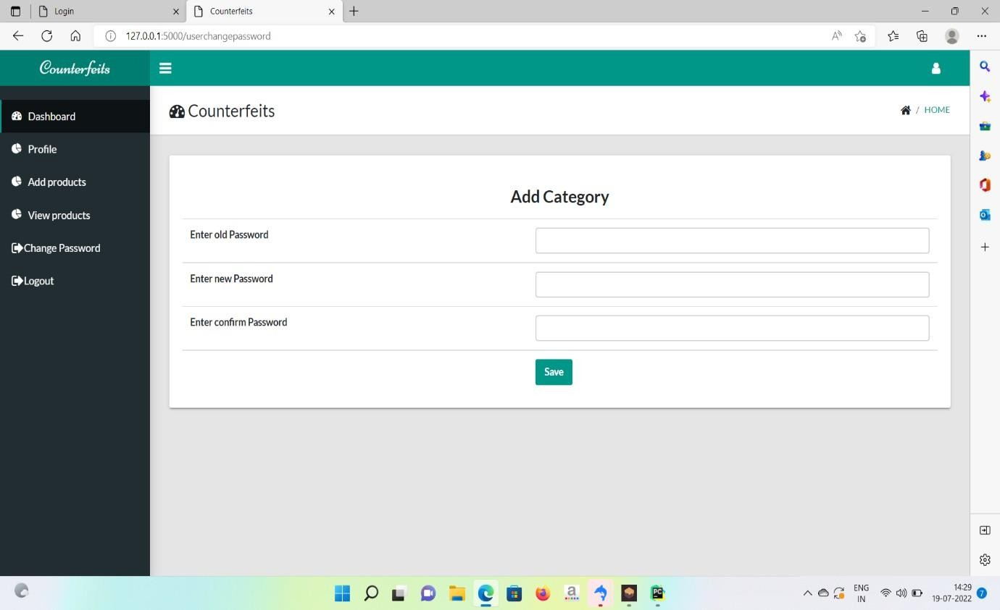 Login
Counterfeits
127.0.0.1:5000/userchangepassword
Counterfeits
Counterfeits
/ HOME
Dashboard
Profile
Add products
View products
Change Password
Logout
Add Category
Enter old Password
Enter new Password
Enter confirm Password
Save
ENG
IN
14:29
19-07-2022
7